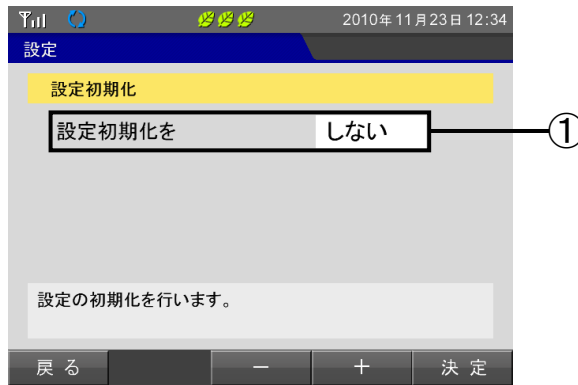 2010年11月23日 12:34
設定
設定初期化
設定初期化を しない
①
設定の初期化を行います。
戻る － ＋ 決定